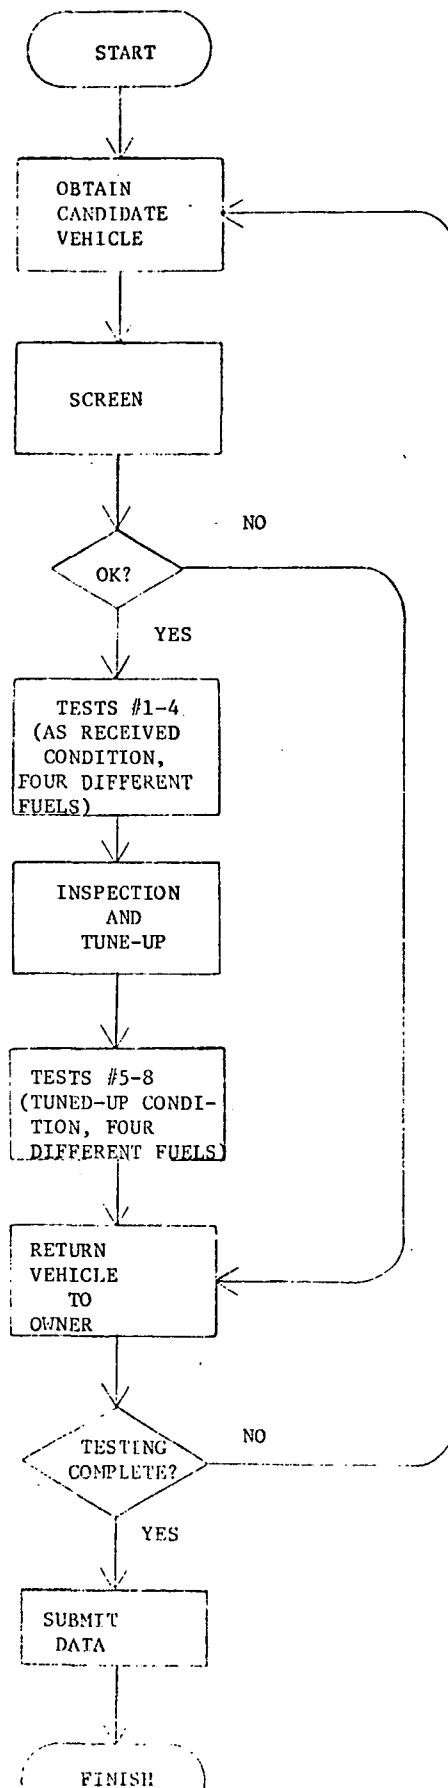 START
OBTAIN
CANDIDATE
VEHICLE
SCREEN
NO
OK?
YES
TESTS #1-4
(AS RECEIVED
CONDITION,
FOUR DIFFERENT
FUELS)
INSPECTION
AND
TUNE-UP
TESTS #5-8
(TUNED-UP CONDI-
TION, FOUR
DIFFERENT FUELS)
RETURN
VEHICLE
TO
OWNER
NO
TESTING
COMPLETE?
YES
SUBMIT
DATA
FINISH